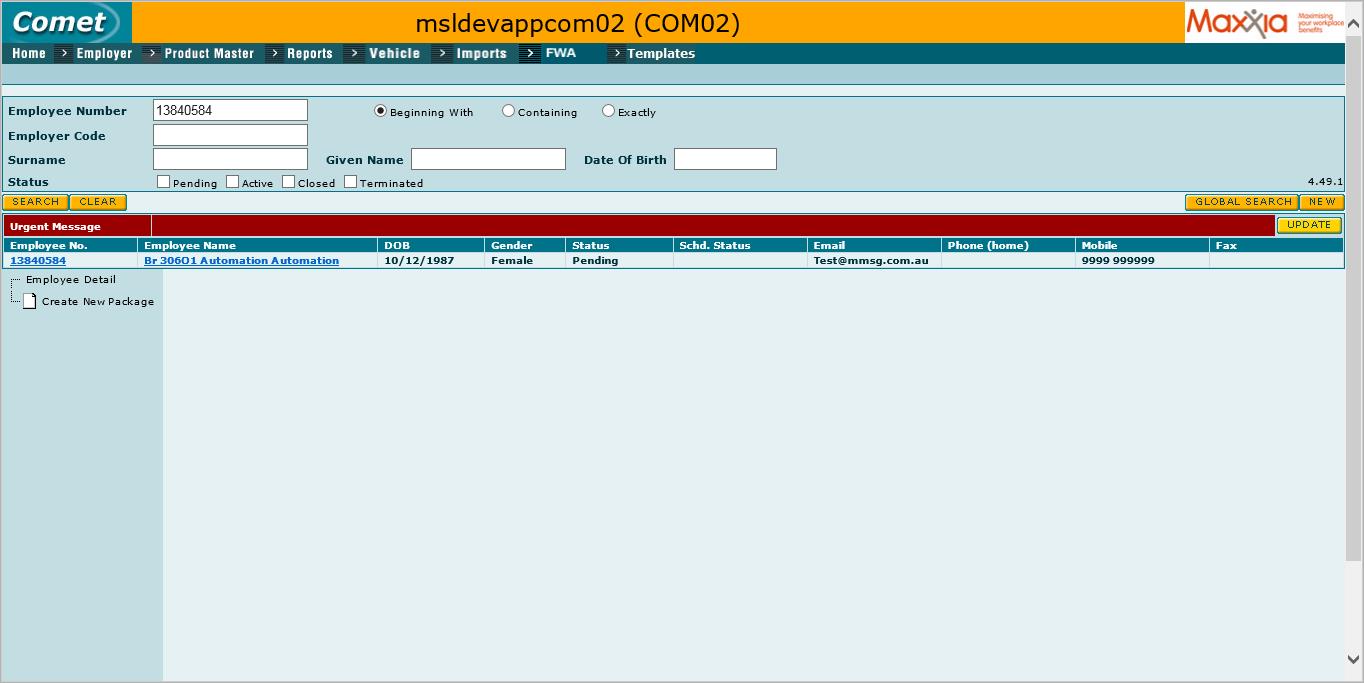 Comet msldevappcom02 (COM02) Maxxia Maximising your workplace benefits
Home > Employer > Product Master > Reports > Vehicle > Imports > FWA > Templates
Employee Number 13840584 Beginning With Containing Exactly
Employer Code
Surname Given Name Date Of Birth
Status Pending Active Closed Terminated 4.49.1
SEARCH CLEAR GLOBAL SEARCH NEW
Urgent Message UPDATE
Employee No. Employee Name DOB Gender Status Schd. Status Email Phone (home) Mobile Fax
13840584 Br 306O1 Automation Automation 10/12/1987 Female Pending Test@mmsg.com.au 9999 999999
Employee Detail
Create New Package